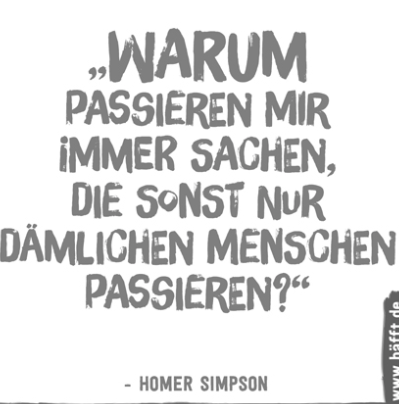 „WARUM
PASSIEREN MIR
iMMER SACHEN,
DIE SONST NUR
DÄMLICHEN MENSCHEN
PASSIEREN?“
- HOMER SIMPSON
www.häfft.de